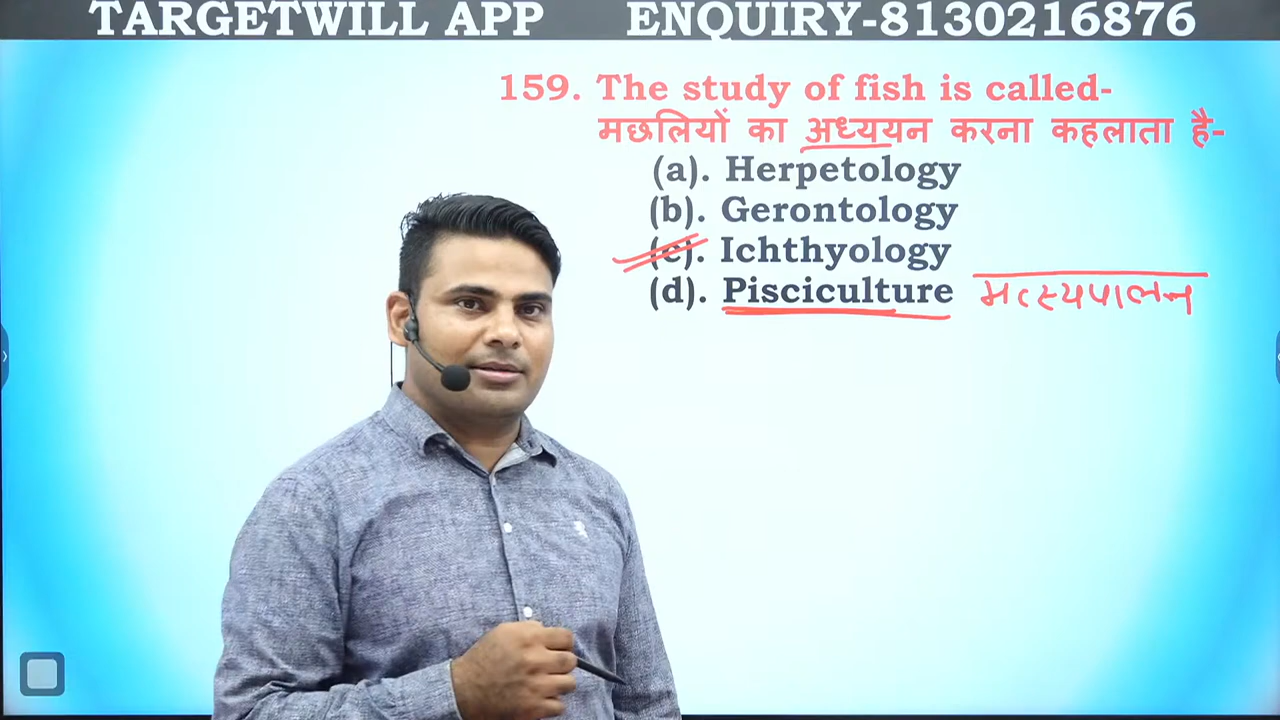 TARGETWILL APP ENQUIRY-8130216876
159. The study of fish is called-
मछलियों का अध्ययन करना कहलाता है-
(a). Herpetology
(b). Gerontology
(c). Ichthyology
(d). Pisciculture मत्स्यपालन